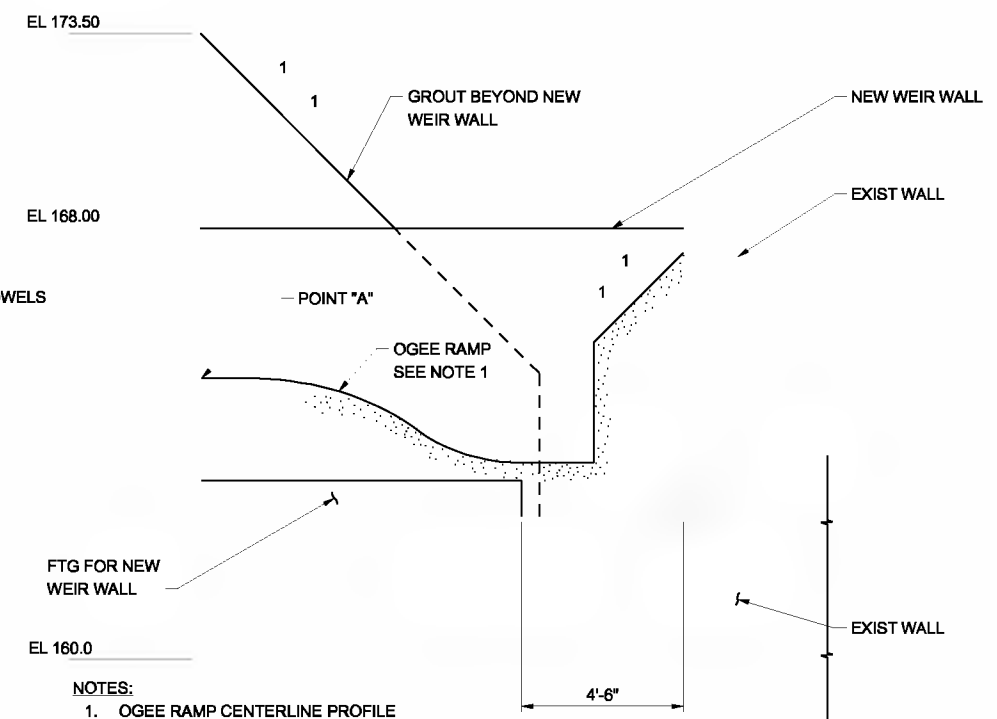 EL 173.50
1
1
GROUT BEYOND NEW
WEIR WALL
NEW WEIR WALL
EXIST WALL
EL 168.00
1
1
WELS
POINT "A"
OGEE RAMP
SEE NOTE 1
FTG FOR NEW
WEIR WALL
EXIST WALL
EL 160.0
4'-6"
NOTES:
1. OGEE RAMP CENTERLINE PROFILE